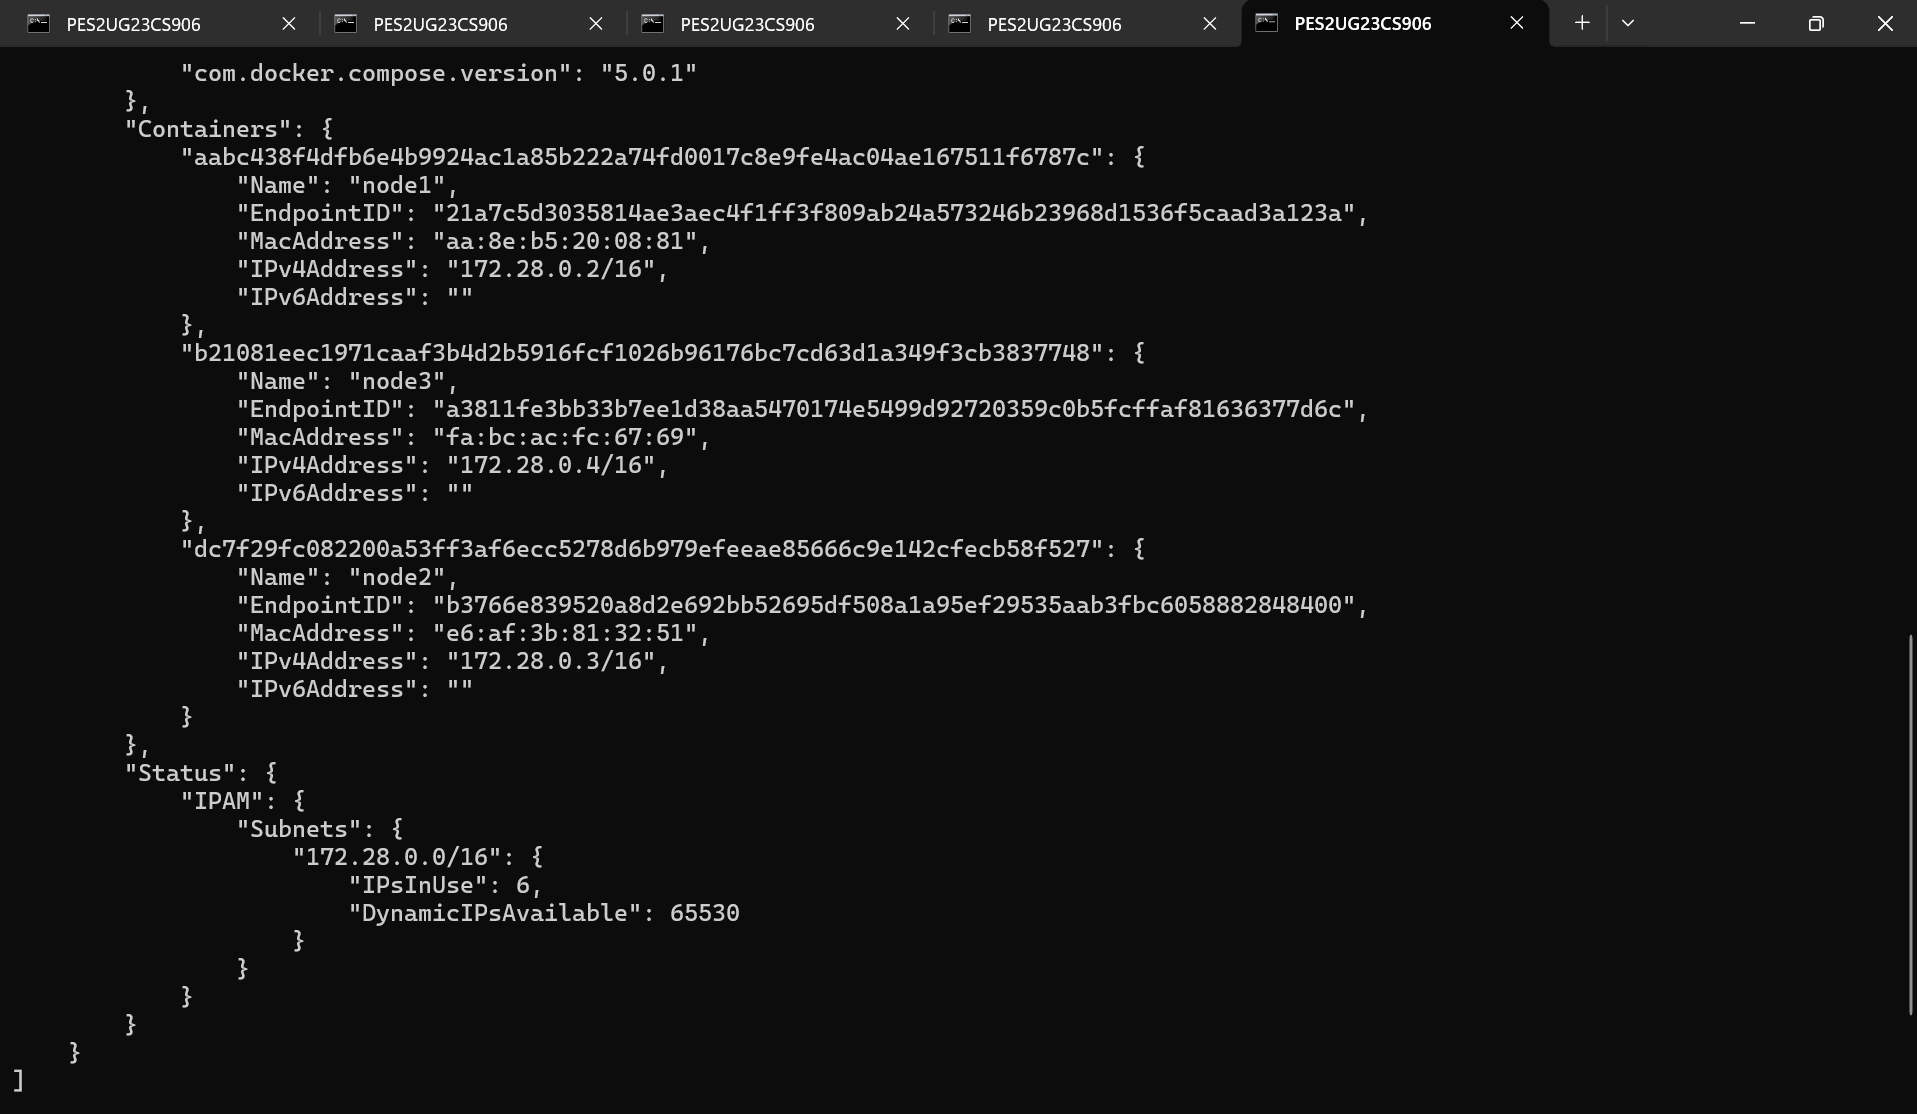 PES2UG23CS906 PES2UG23CS906 PES2UG23CS906 PES2UG23CS906 PES2UG23CS906
            "com.docker.compose.version": "5.0.1"
        },
        "Containers": {
            "aabc438f4dfb6e4b9924ac1a85b222a74fd0017c8e9fe4ac04ae167511f6787c": {
                "Name": "node1",
                "EndpointID": "21a7c5d3035814ae3aec4f1ff3f809ab24a573246b23968d1536f5caad3a123a",
                "MacAddress": "aa:8e:b5:20:08:81",
                "IPv4Address": "172.28.0.2/16",
                "IPv6Address": ""
            },
            "b21081eec1971caaf3b4d2b5916fcf1026b96176bc7cd63d1a349f3cb3837748": {
                "Name": "node3",
                "EndpointID": "a3811fe3bb33b7ee1d38aa5470174e5499d92720359c0b5fcffaf81636377d6c",
                "MacAddress": "fa:bc:ac:fc:67:69",
                "IPv4Address": "172.28.0.4/16",
                "IPv6Address": ""
            },
            "dc7f29fc082200a53ff3af6ecc5278d6b979efeeae85666c9e142cfecb58f527": {
                "Name": "node2",
                "EndpointID": "b3766e839520a8d2e692bb52695df508a1a95ef29535aab3fbc6058882848400",
                "MacAddress": "e6:af:3b:81:32:51",
                "IPv4Address": "172.28.0.3/16",
                "IPv6Address": ""
            }
        },
        "Status": {
            "IPAM": {
                "Subnets": {
                    "172.28.0.0/16": {
                        "IPsInUse": 6,
                        "DynamicIPsAvailable": 65530
                    }
                }
            }
        }
    }
]